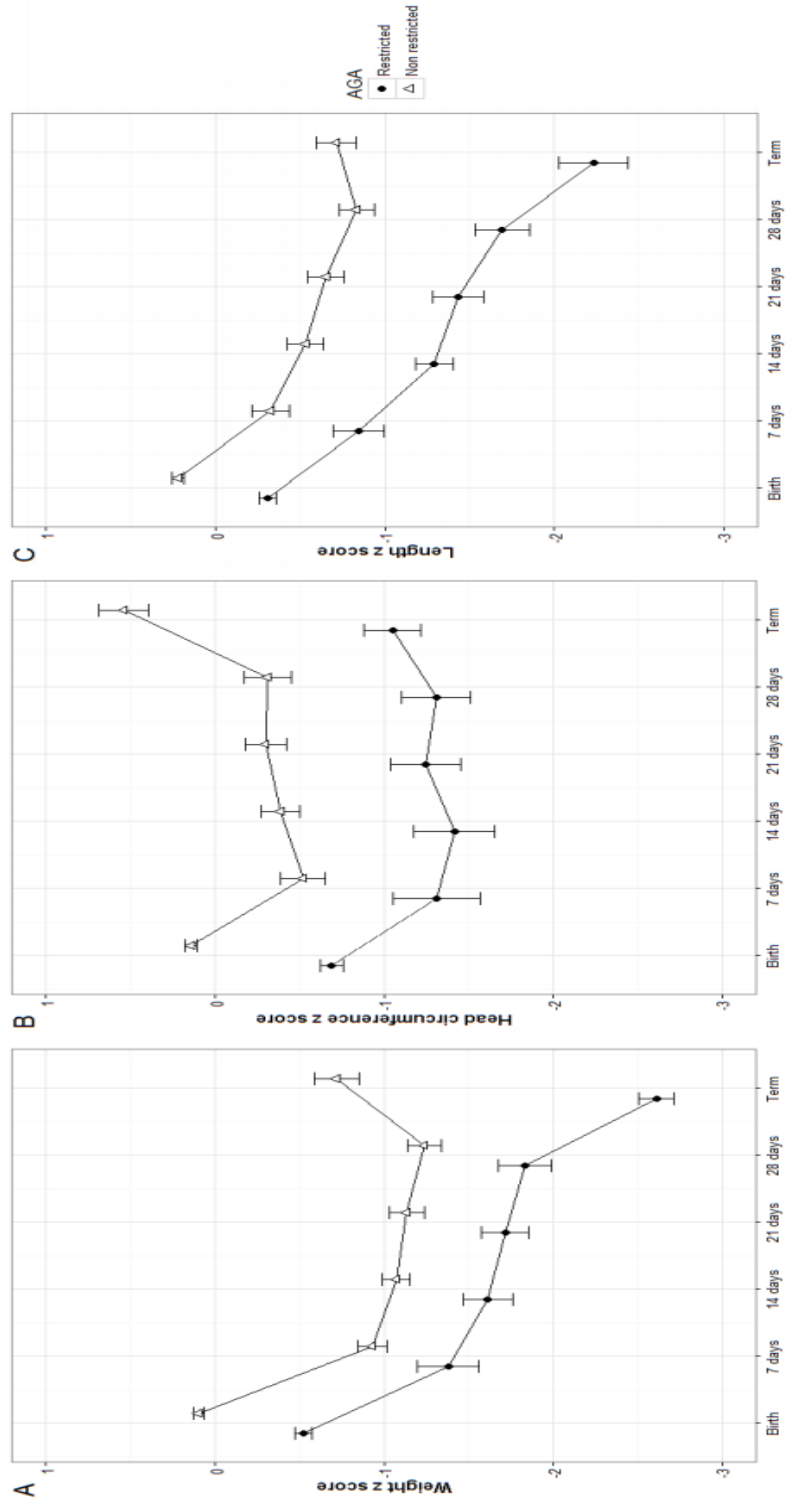 A
Weight z score
1
0
-1
-2
-3
Birth
7 days
14 days
21 days
28 days
Term
B
Head circumference z score
1
0
-1
-2
-3
Birth
7 days
14 days
21 days
28 days
Term
C
Length z score
1
0
-1
-2
-3
Birth
7 days
14 days
21 days
28 days
Term
AGA
Restricted
Non restricted